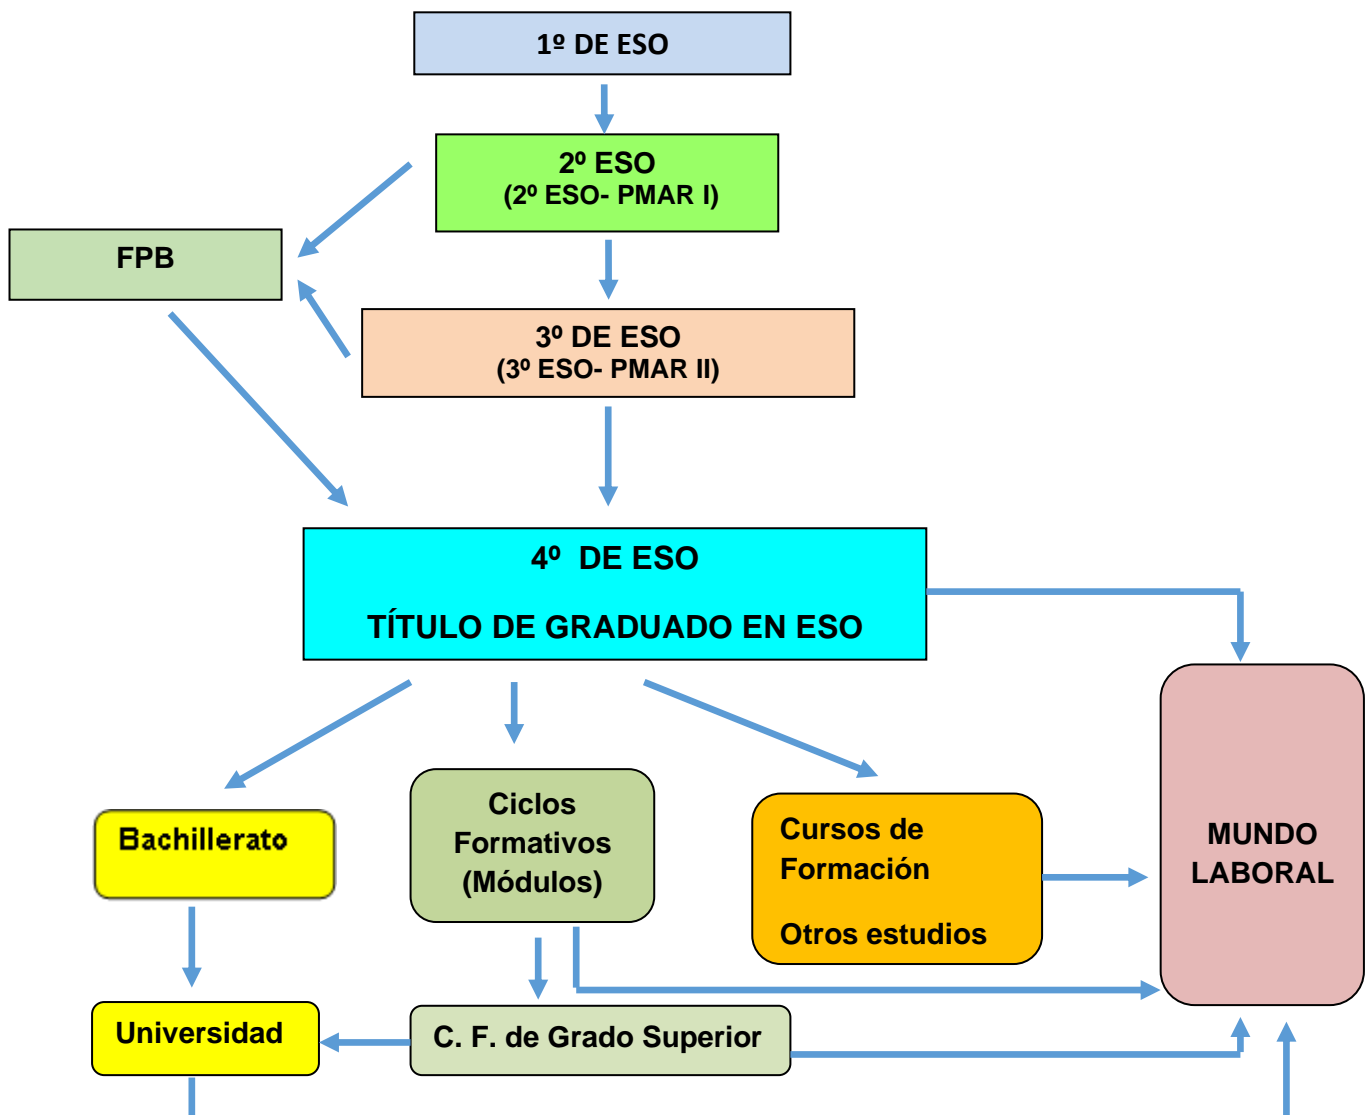 1º DE ESO
2º ESO
(2º ESO- PMAR I)
FPB
3º DE ESO
(3º ESO- PMAR II)
4º DE ESO
TÍTULO DE GRADUADO EN ESO
Bachillerato
Ciclos
Formativos
(Módulos)
Cursos de
Formación
Otros estudios
MUNDO
LABORAL
Universidad
C. F. de Grado Superior